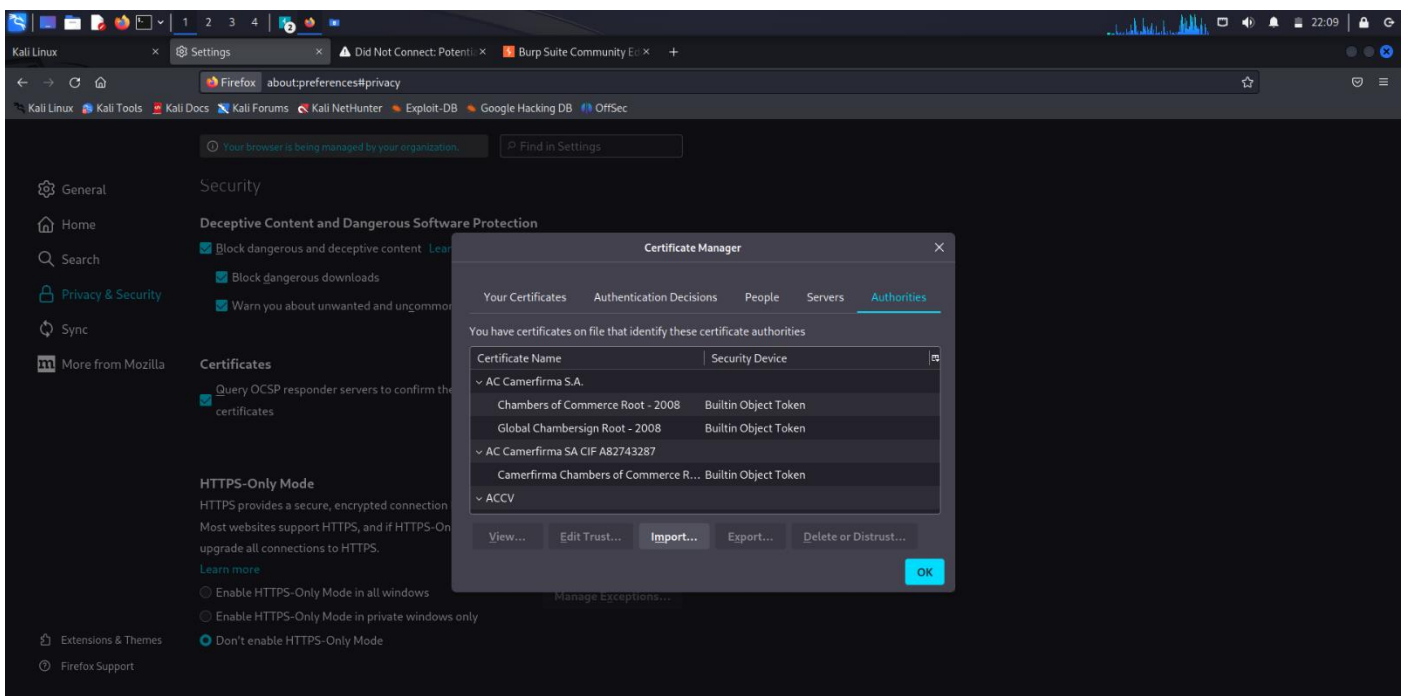 1 2 3 4 2 22:09
Kali Linux × Settings × Did Not Connect: Potenti × Burp Suite Community Ed × +
Firefox about:preferences#privacy
Kali Linux Kali Tools Kali Docs Kali Forums Kali NetHunter Exploit-DB Google Hacking DB OffSec
Your browser is being managed by your organization. Find in Settings
General
Home
Search
Privacy & Security
Sync
More from Mozilla
Extensions & Themes
Firefox Support
Security
Deceptive Content and Dangerous Software Protection
Block dangerous and deceptive content Lear
Block dangerous downloads
Warn you about unwanted and uncommon
Certificates
Query OCSP responder servers to confirm the
certificates
HTTPS-Only Mode
HTTPS provides a secure, encrypted connection
Most websites support HTTPS, and if HTTPS-On
upgrade all connections to HTTPS.
Learn more
Enable HTTPS-Only Mode in all windows
Manage Exceptions...
Enable HTTPS-Only Mode in private windows only
Don't enable HTTPS-Only Mode
Certificate Manager
Your Certificates Authentication Decisions People Servers Authorities
You have certificates on file that identify these certificate authorities
Certificate Name Security Device
AC Camerfirma S.A.
Chambers of Commerce Root - 2008 Builtin Object Token
Global Chambersign Root - 2008 Builtin Object Token
AC Camerfirma SA CIF A82743287
Camerfirma Chambers of Commerce R... Builtin Object Token
ACCV
View... Edit Trust... Import... Export... Delete or Distrust...
OK